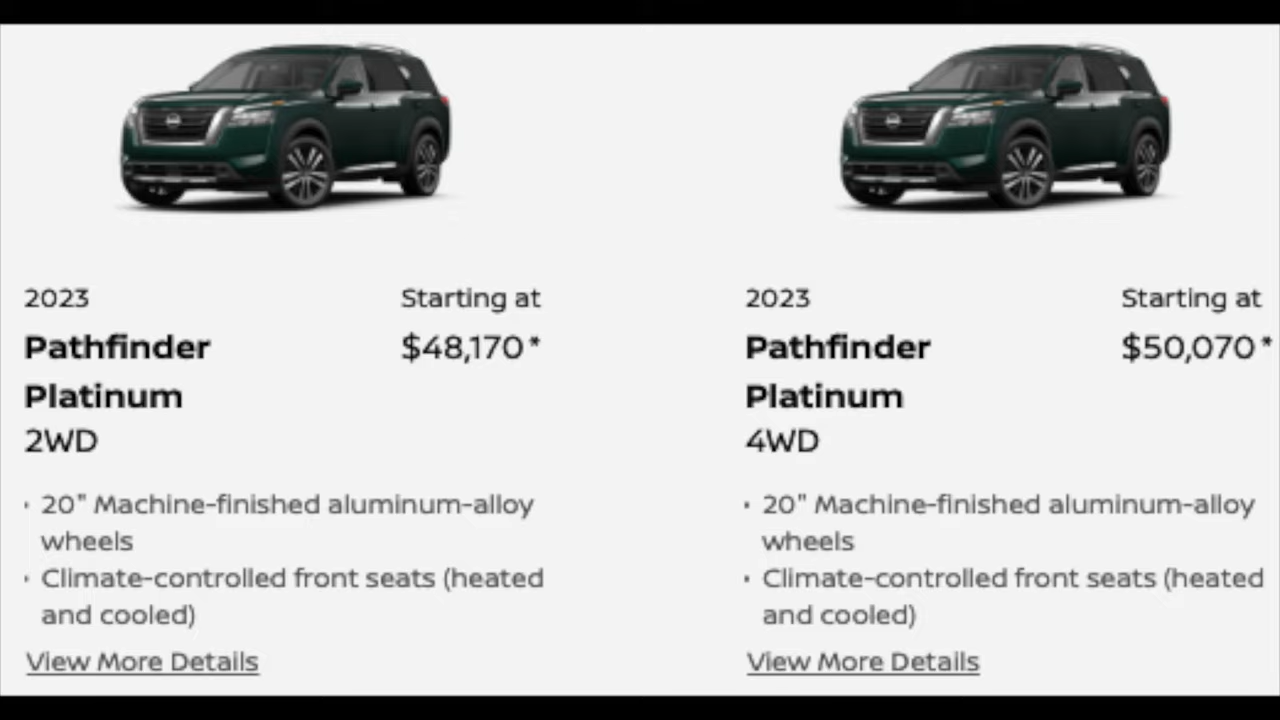 2023
Starting at
Pathfinder
$48,170*
Platinum
2WD
· 20" Machine-finished aluminum-alloy
wheels
· Climate-controlled front seats (heated
and cooled)
View More Details
2023
Starting at
Pathfinder
$50,070*
Platinum
4WD
· 20" Machine-finished aluminum-alloy
wheels
· Climate-controlled front seats (heated
and cooled)
View More Details